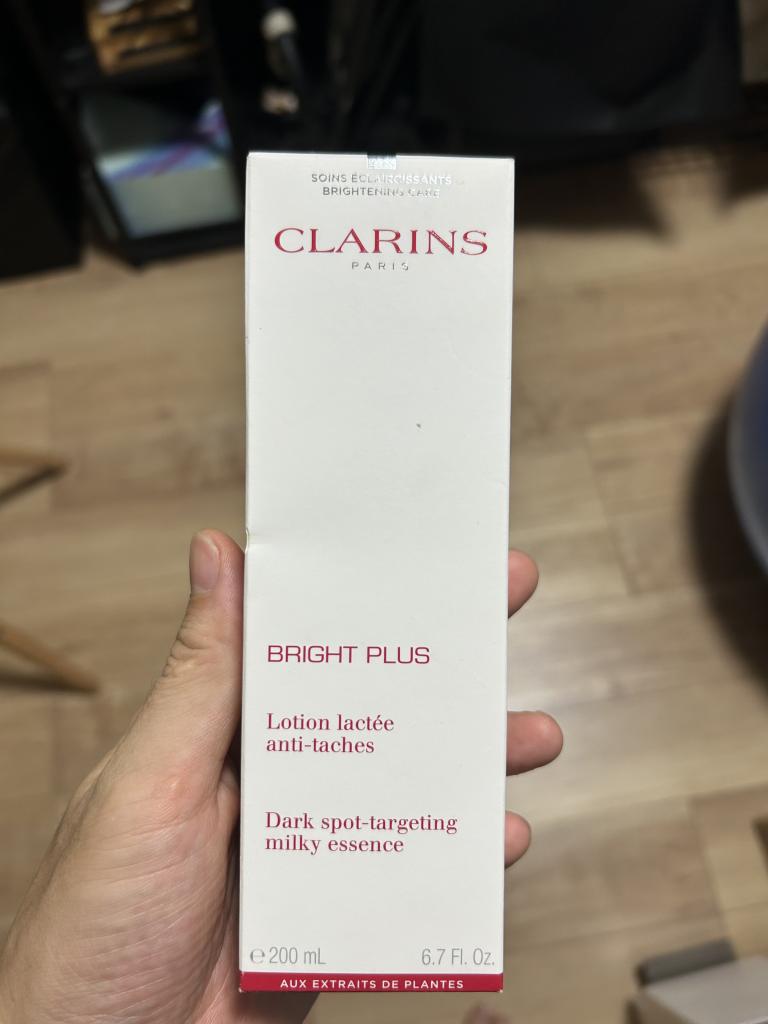 SOINS ÉCLAIRCISSANTS
BRIGHTENING CARE
CLARINS
PARIS
BRIGHT PLUS
Lotion lactée
anti-taches
Dark spot-targeting
milky essence
℮ 200 mL 6.7 Fl. Oz.
AUX EXTRAITS DE PLANTES